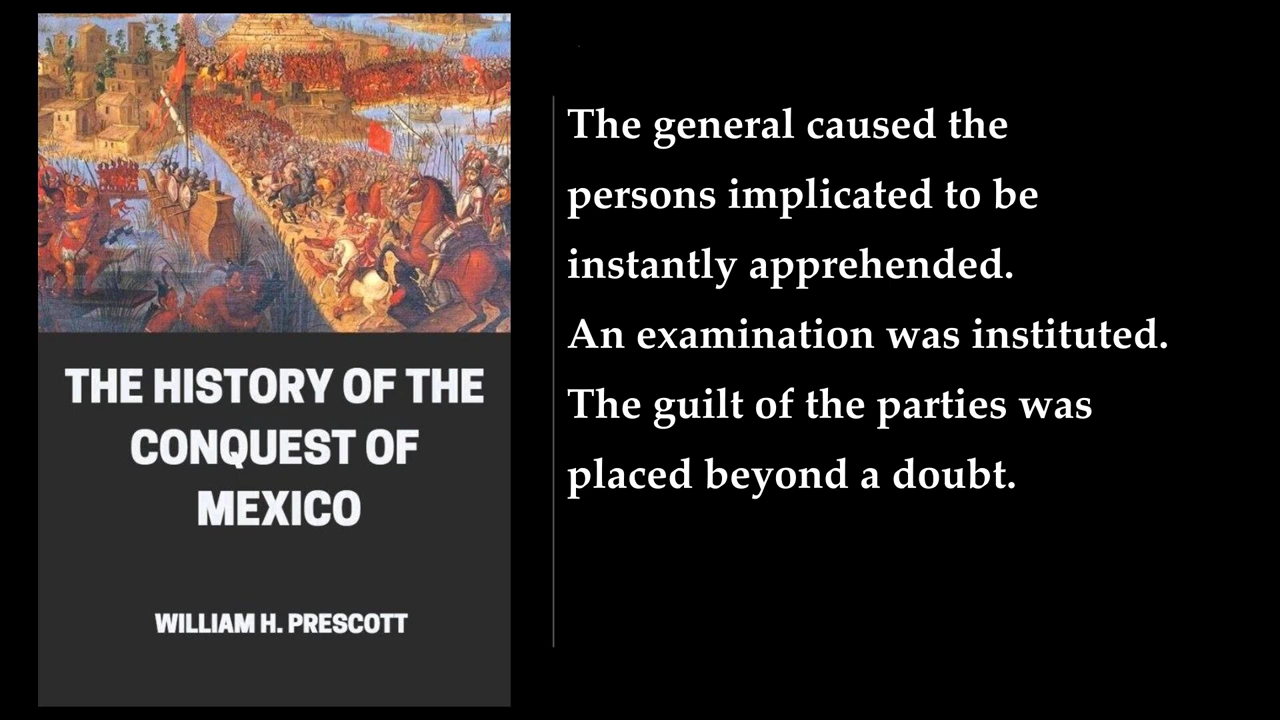 THE HISTORY OF THE
CONQUEST OF
MEXICO
WILLIAM H. PRESCOTT
The general caused the
persons implicated to be
instantly apprehended.
An examination was instituted.
The guilt of the parties was
placed beyond a doubt.